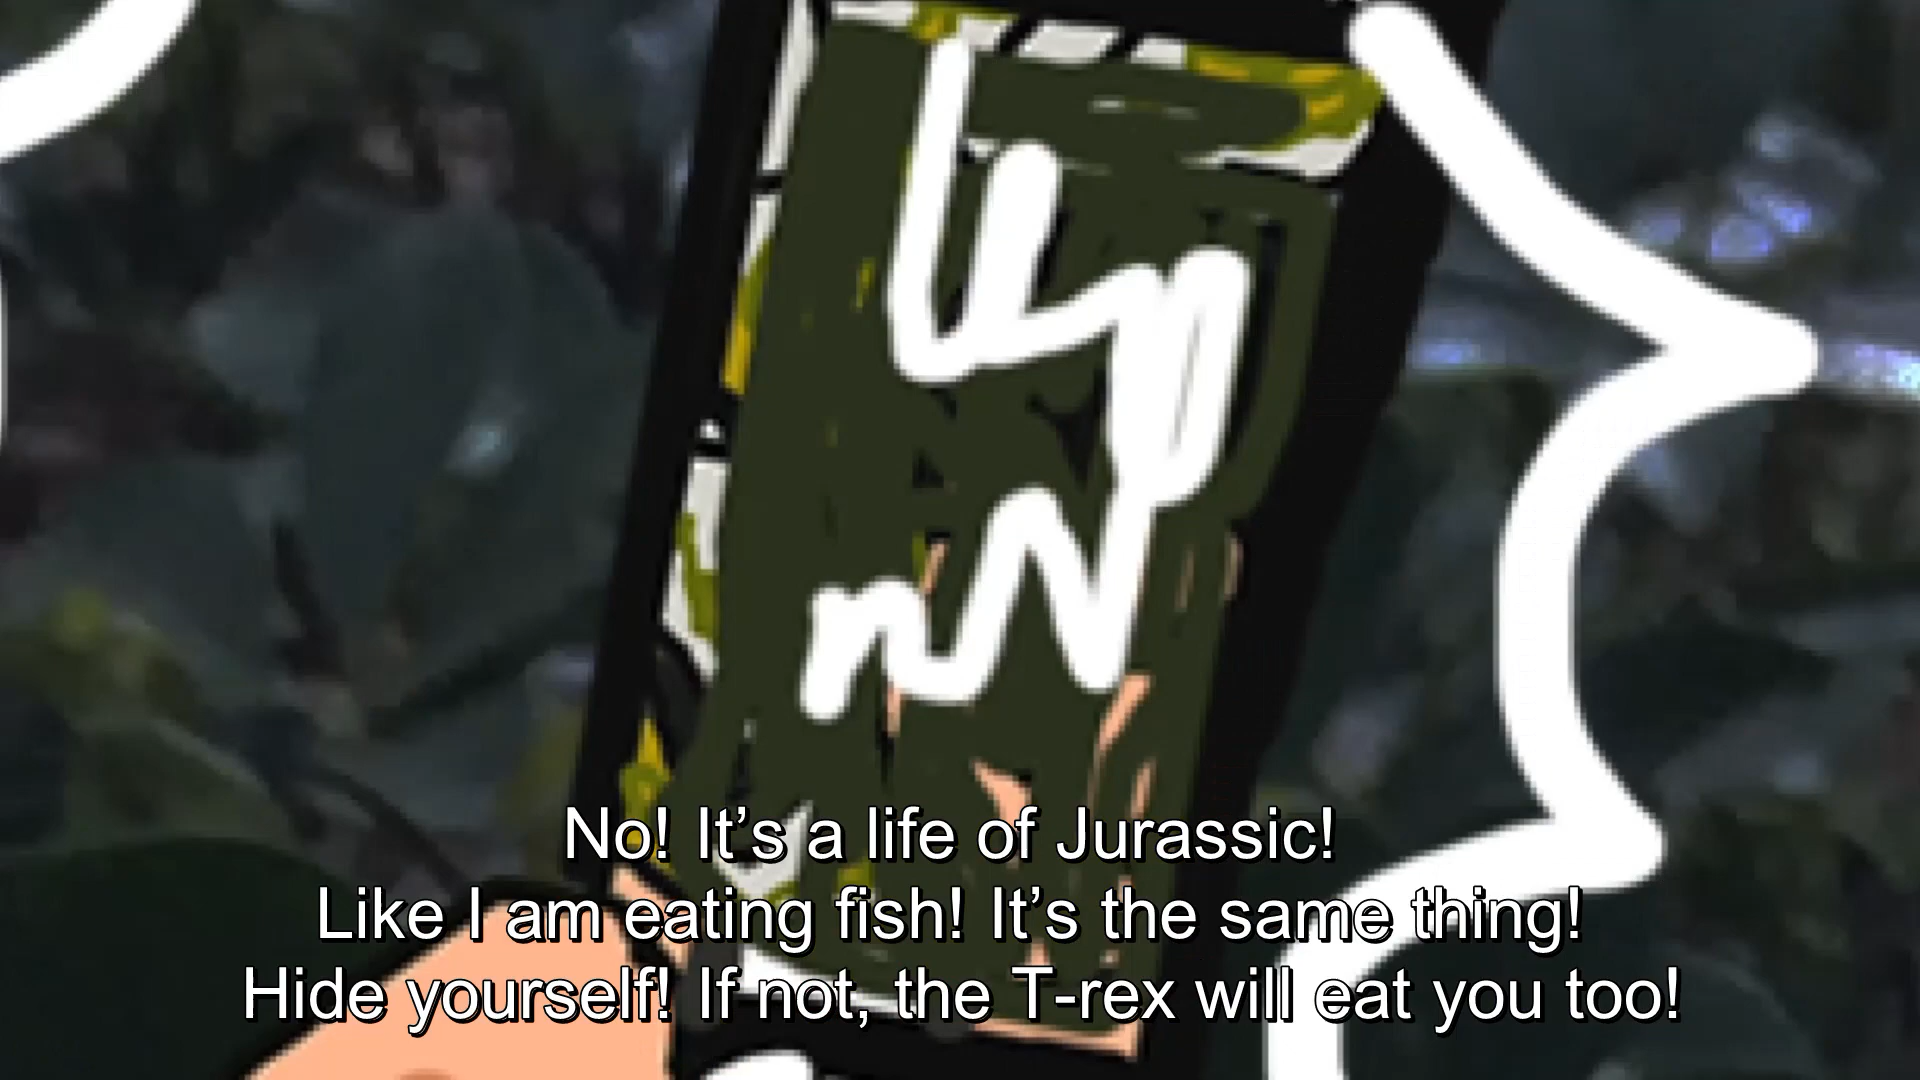 No! It’s a life of Jurassic!
Like I am eating fish! It’s the same thing!
Hide yourself! If not, the T-rex will eat you too!